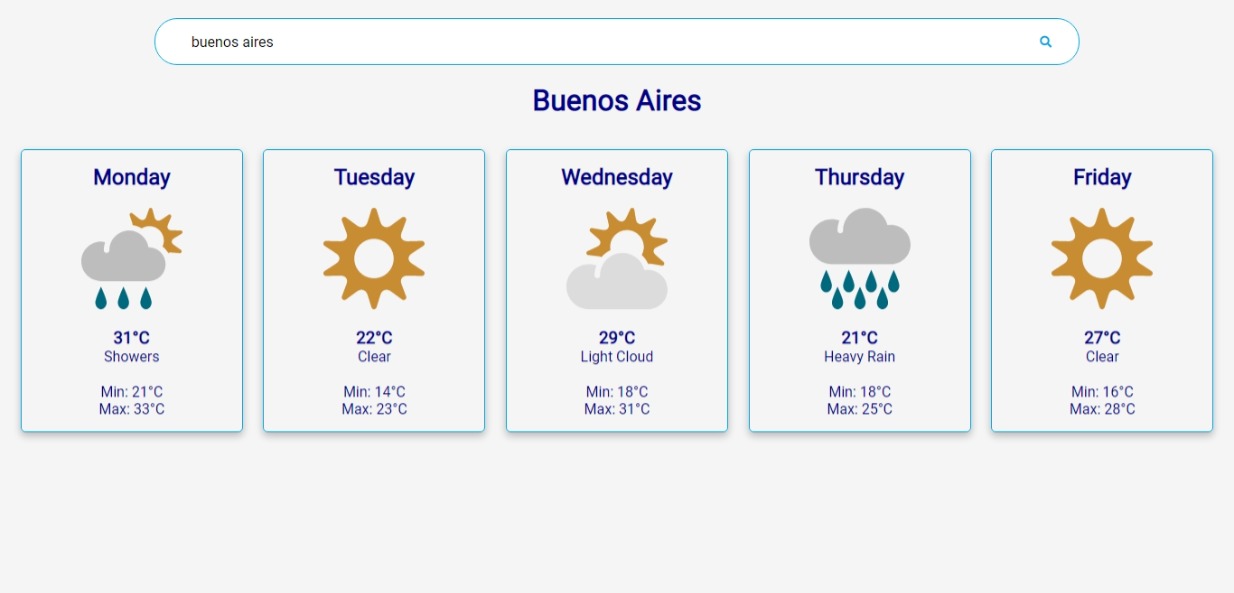 buenos aires
Buenos Aires
Monday
31°C
Showers
Min: 21°C
Max: 33°C
Tuesday
22°C
Clear
Min: 14°C
Max: 23°C
Wednesday
29°C
Light Cloud
Min: 18°C
Max: 31°C
Thursday
21°C
Heavy Rain
Min: 18°C
Max: 25°C
Friday
27°C
Clear
Min: 16°C
Max: 28°C